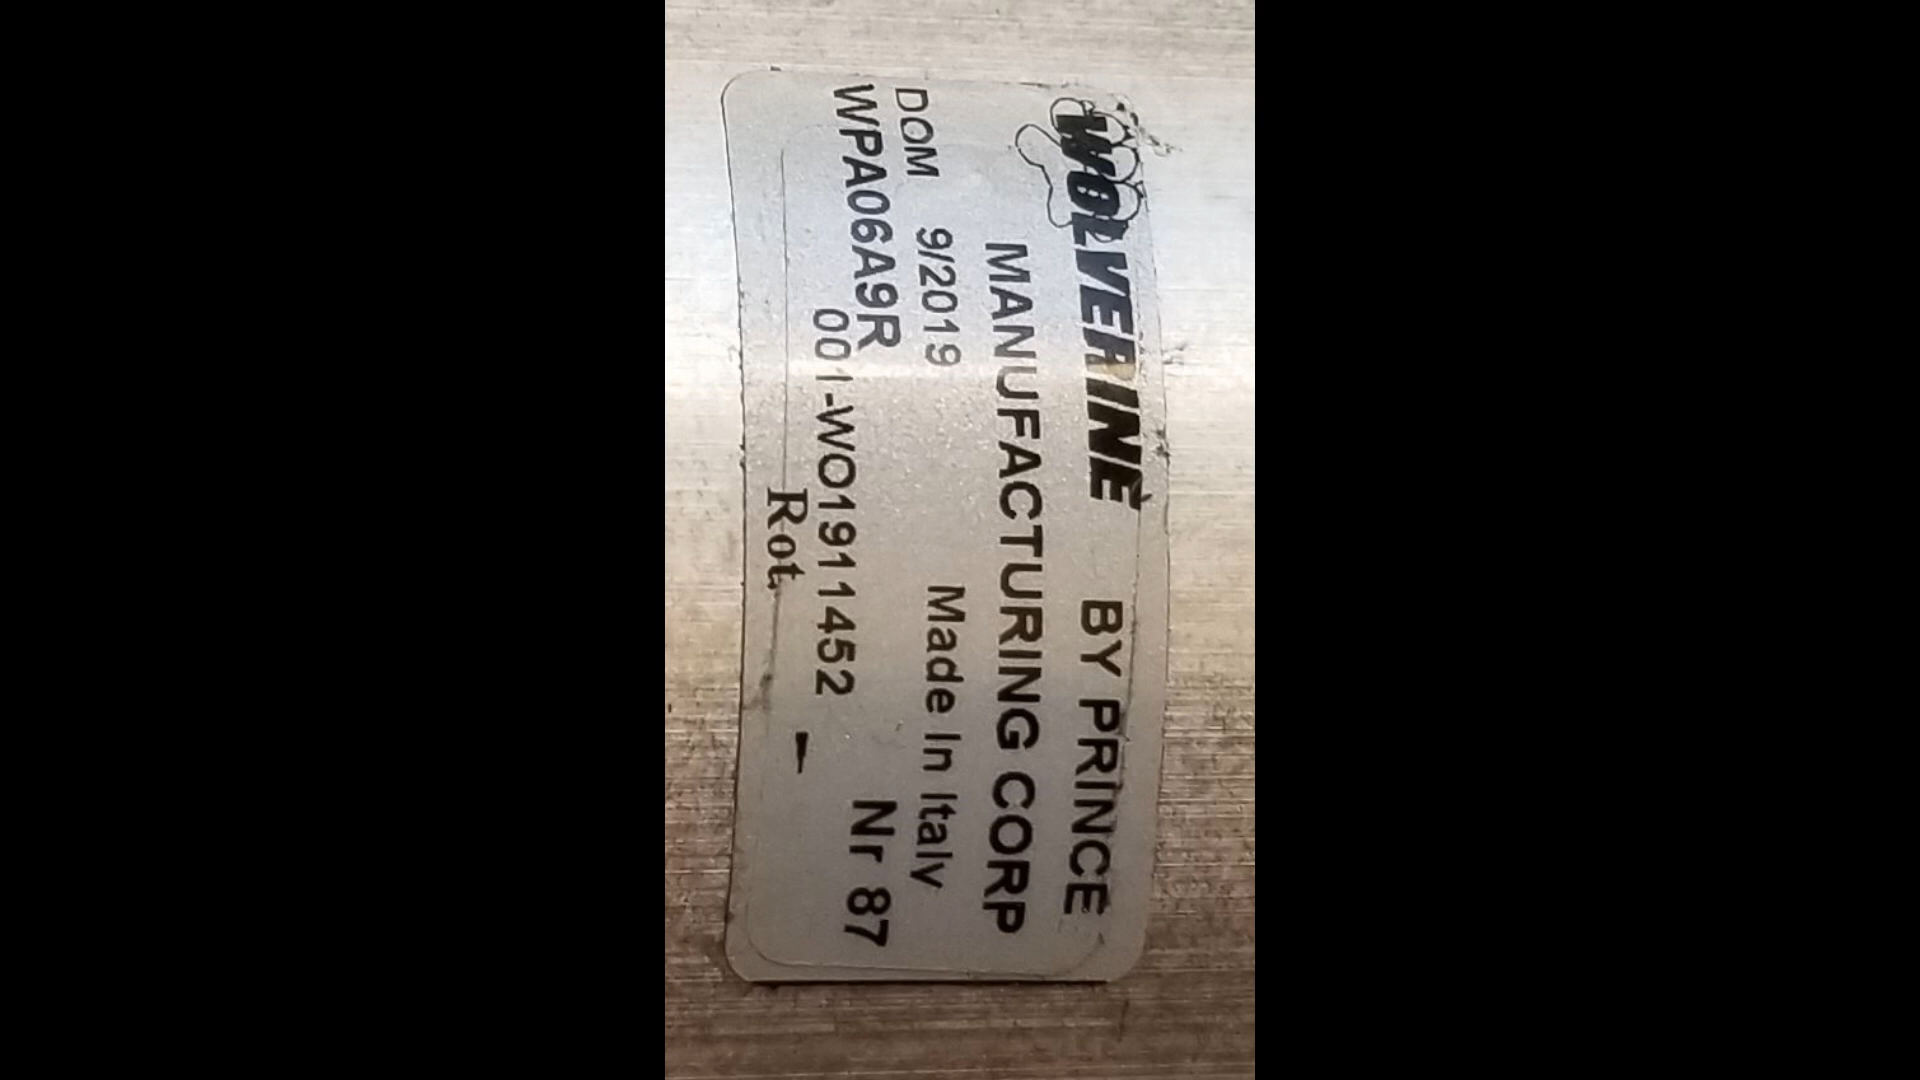 WOLVERINE BY PRINCE
MANUFACTURING CORP
DOM 9/2019 Made In Italy
WPA06A9R Nr 87
001-WO1911452
Rot.